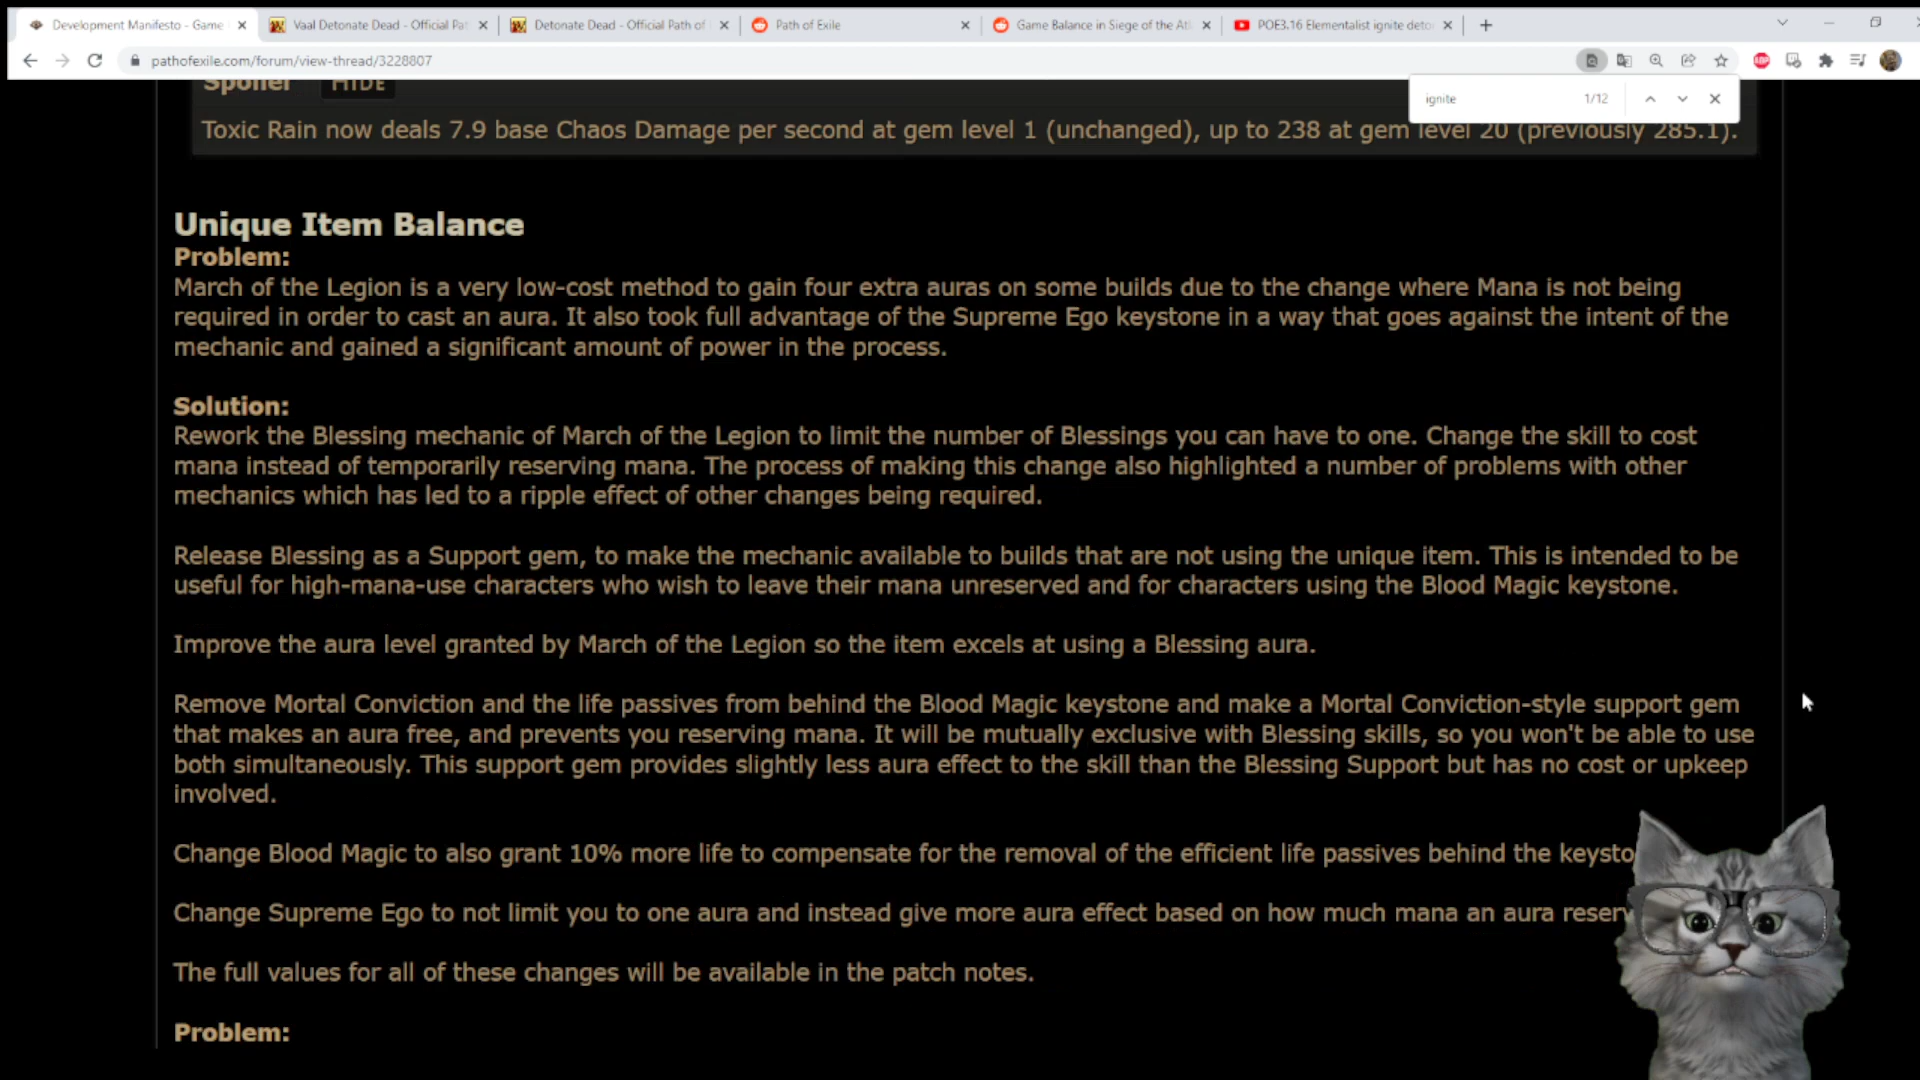 Development Manifesto - Game
Vaal Detonate Dead - Official Pat
Detonate Dead - Official Path of
Path of Exile
Game Balance in Siege of the Atl
POE3.16 Elementalist ignite deto
pathofexile.com/forum/view-thread/3228807
ignite 1/12
Spoiler HIDE
Toxic Rain now deals 7.9 base Chaos Damage per second at gem level 1 (unchanged), up to 238 at gem level 20 (previously 285.1).
Unique Item Balance
Problem:
March of the Legion is a very low-cost method to gain four extra auras on some builds due to the change where Mana is not being
required in order to cast an aura. It also took full advantage of the Supreme Ego keystone in a way that goes against the intent of the
mechanic and gained a significant amount of power in the process.
Solution:
Rework the Blessing mechanic of March of the Legion to limit the number of Blessings you can have to one. Change the skill to cost
mana instead of temporarily reserving mana. The process of making this change also highlighted a number of problems with other
mechanics which has led to a ripple effect of other changes being required.
Release Blessing as a Support gem, to make the mechanic available to builds that are not using the unique item. This is intended to be
useful for high-mana-use characters who wish to leave their mana unreserved and for characters using the Blood Magic keystone.
Improve the aura level granted by March of the Legion so the item excels at using a Blessing aura.
Remove Mortal Conviction and the life passives from behind the Blood Magic keystone and make a Mortal Conviction-style support gem
that makes an aura free, and prevents you reserving mana. It will be mutually exclusive with Blessing skills, so you won't be able to use
both simultaneously. This support gem provides slightly less aura effect to the skill than the Blessing Support but has no cost or upkeep
involved.
Change Blood Magic to also grant 10% more life to compensate for the removal of the efficient life passives behind the keysto
Change Supreme Ego to not limit you to one aura and instead give more aura effect based on how much mana an aura reserv
The full values for all of these changes will be available in the patch notes.
Problem: